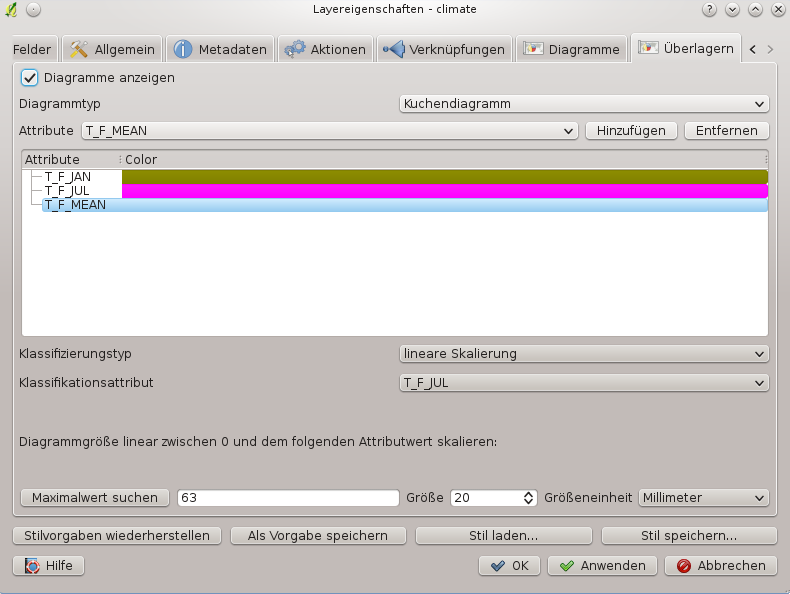 Layereigenschaften - climate
Felder Allgemein Metadaten Aktionen Verknüpfungen Diagramme Überlagern
Diagramme anzeigen
Diagrammtyp Kuchendiagramm
Attribute T_F_MEAN Hinzufügen Entfernen
Attribute Color
T_F_JAN
T_F_JUL
T_F_MEAN
Klassifizierungstyp lineare Skalierung
Klassifikationsattribut T_F_JUL
Diagrammgröße linear zwischen 0 und dem folgenden Attributwert skalieren:
Maximalwert suchen 63 Größe 20 Größeneinheit Millimeter
Stilvorgaben wiederherstellen Als Vorgabe speichern Stil laden... Stil speichern...
Hilfe OK Anwenden Abbrechen